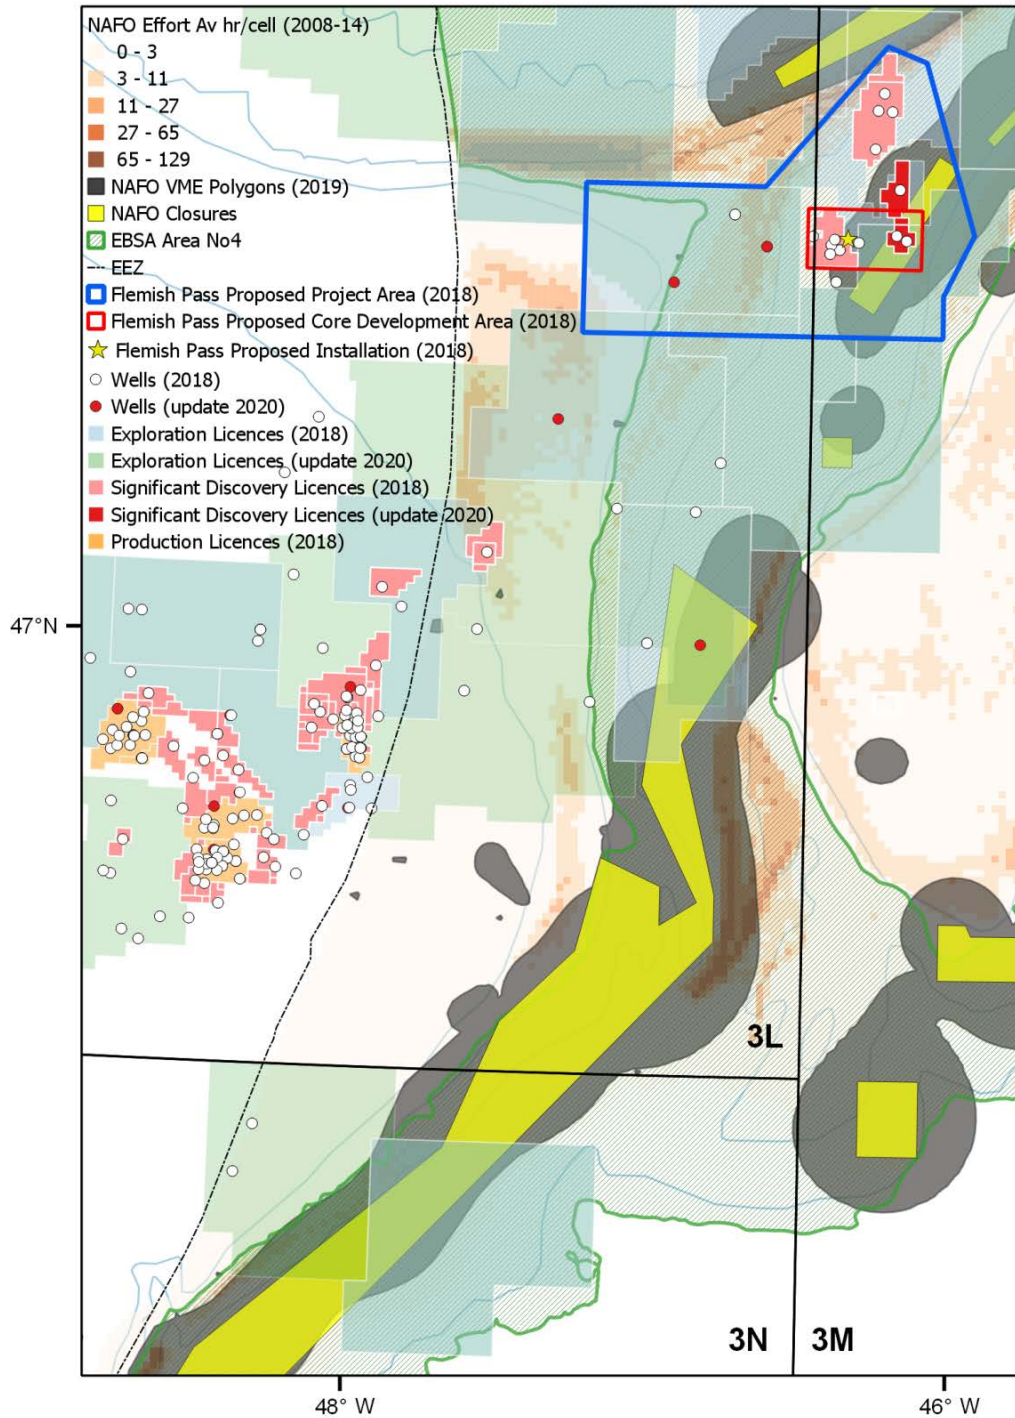 NAFO Effort Av hr/cell (2008-14)
0 - 3
3 - 11
11 - 27
27 - 65
65 - 129
NAFO VME Polygons (2019)
NAFO Closures
EBSA Area No4
EEZ
Flemish Pass Proposed Project Area (2018)
Flemish Pass Proposed Core Development Area (2018)
Flemish Pass Proposed Installation (2018)
Wells (2018)
Wells (update 2020)
Exploration Licences (2018)
Exploration Licences (update 2020)
Significant Discovery Licences (2018)
Significant Discovery Licences (update 2020)
Production Licences (2018)
47°N
3L
3N
3M
48° W
46° W